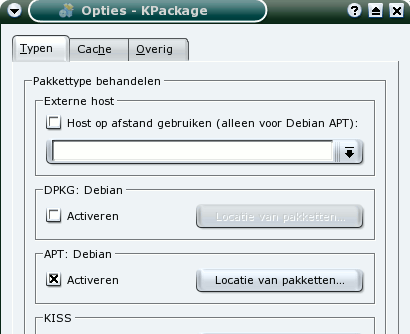 Opties - KPackage
Typen Cache Overig
Pakkettype behandelen
Externe host
Host op afstand gebruiken (alleen voor Debian APT):
DPKG: Debian
Activeren Locatie van pakketten...
APT: Debian
Activeren Locatie van pakketten...
KISS